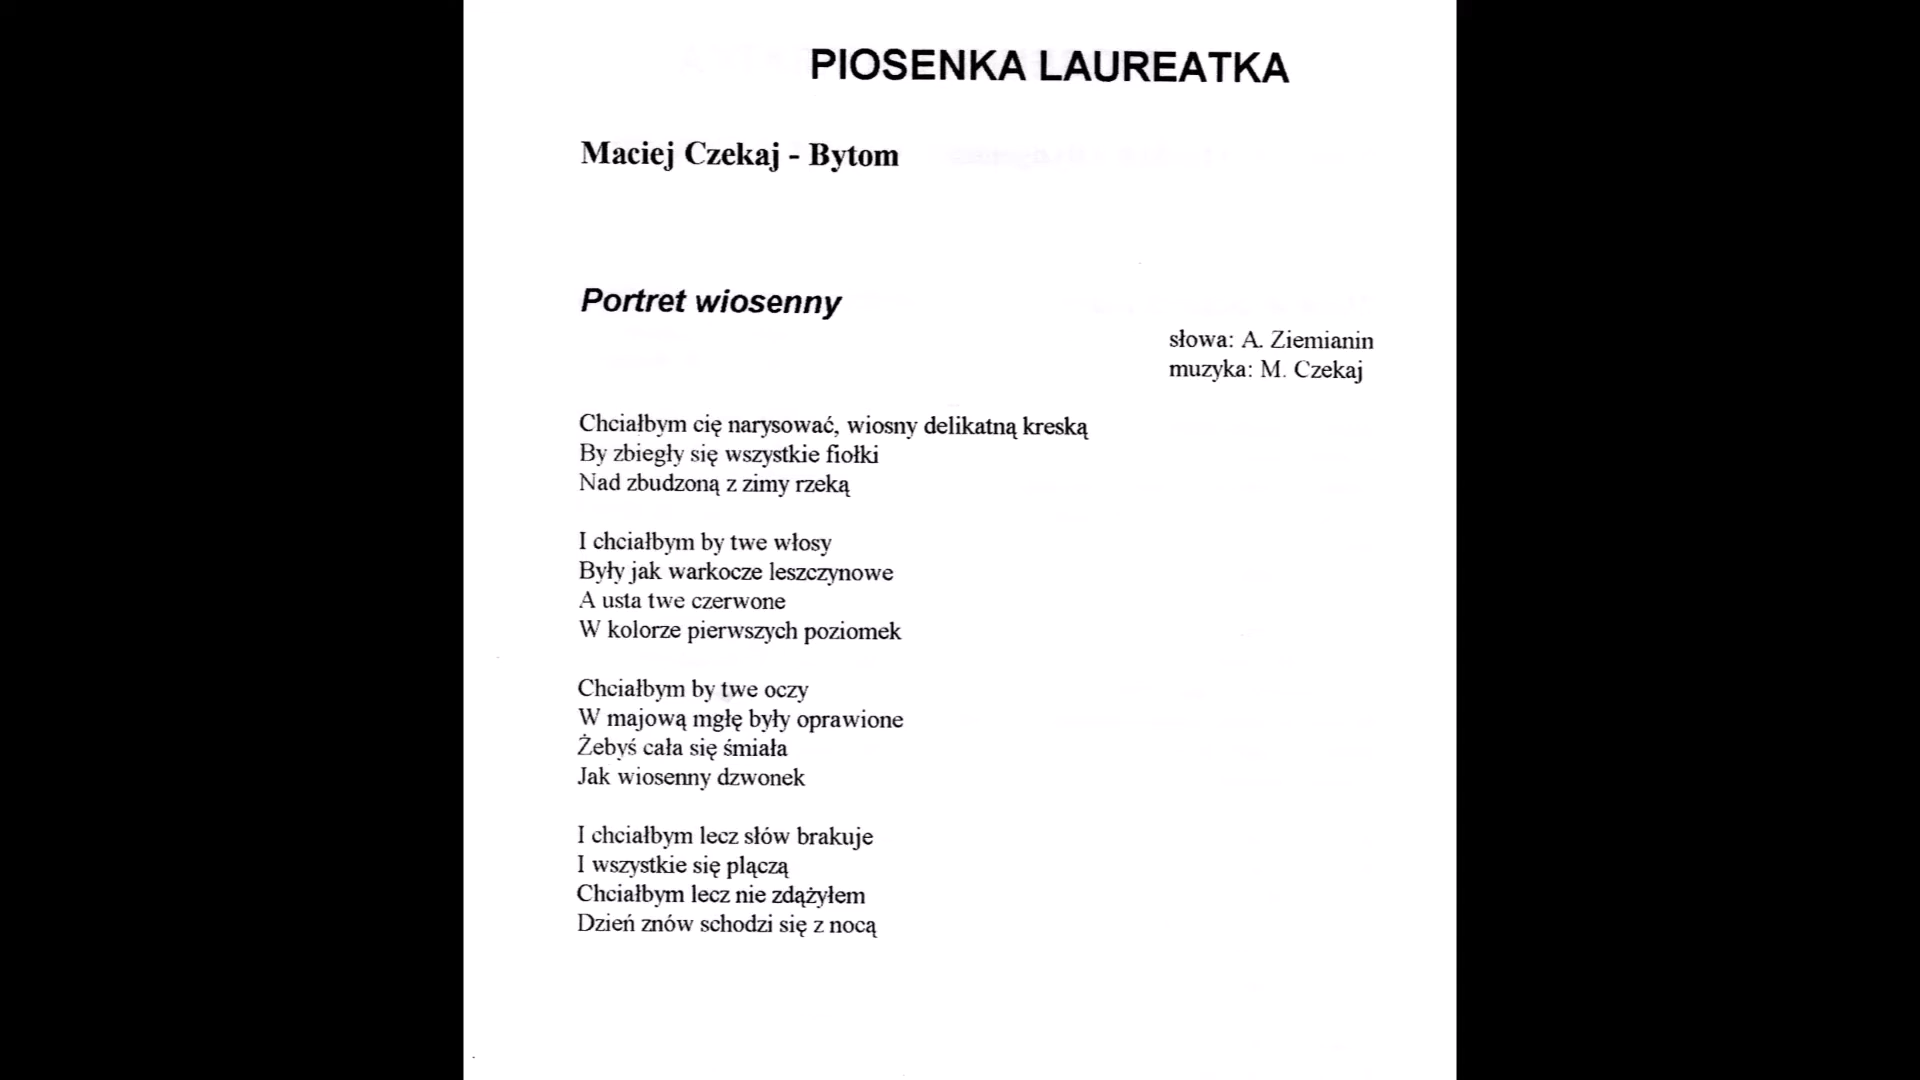 PIOSENKA LAUREATKA
Maciej Czekaj - Bytom
Portret wiosenny
słowa: A. Ziemianin
muzyka: M. Czekaj
Chciałbym cię narysować, wiosny delikatną kreską
By zbiegły się wszystkie fiołki
Nad zbudzoną z zimy rzeką
I chciałbym by twe włosy
Były jak warkocze leszczynowe
A usta twe czerwone
W kolorze pierwszych poziomek
Chciałbym by twe oczy
W majową mgłę były oprawione
Żebyś cała się śmiała
Jak wiosenny dzwonek
I chciałbym lecz słów brakuje
I wszystkie się plączą
Chciałbym lecz nie zdążyłem
Dzień znów schodzi się z nocą